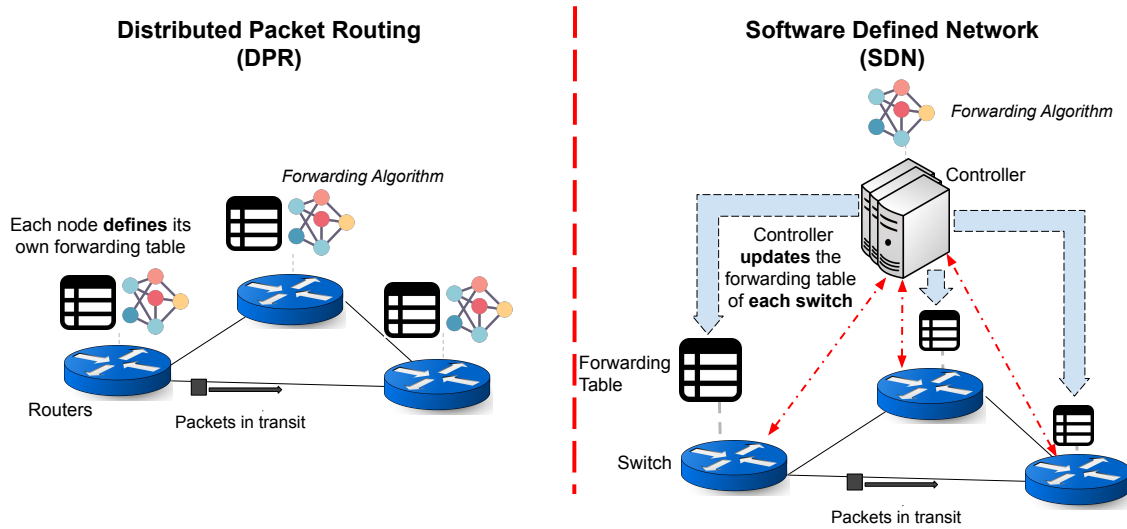 Distributed Packet Routing
(DPR)
Forwarding Algorithm
Each node defines its
own forwarding table
Routers
Packets in transit
Software Defined Network
(SDN)
Forwarding Algorithm
Controller
Controller
updates the
forwarding table
of each switch
Forwarding
Table
Switch
Packets in transit